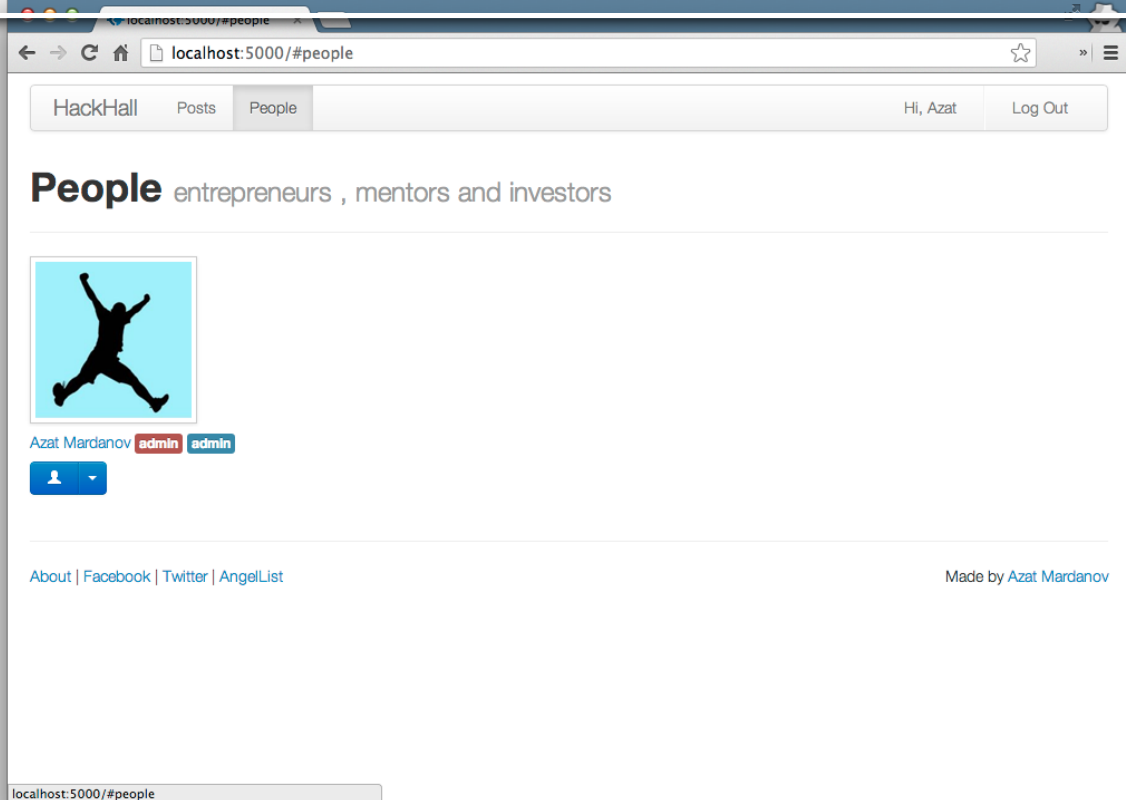 localhost:5000/#people
localhost:5000/#people
HackHall Posts People Hi, Azat Log Out
People entrepreneurs , mentors and investors
Azat Mardanov admin admin
About | Facebook | Twitter | AngelList Made by Azat Mardanov
localhost:5000/#people